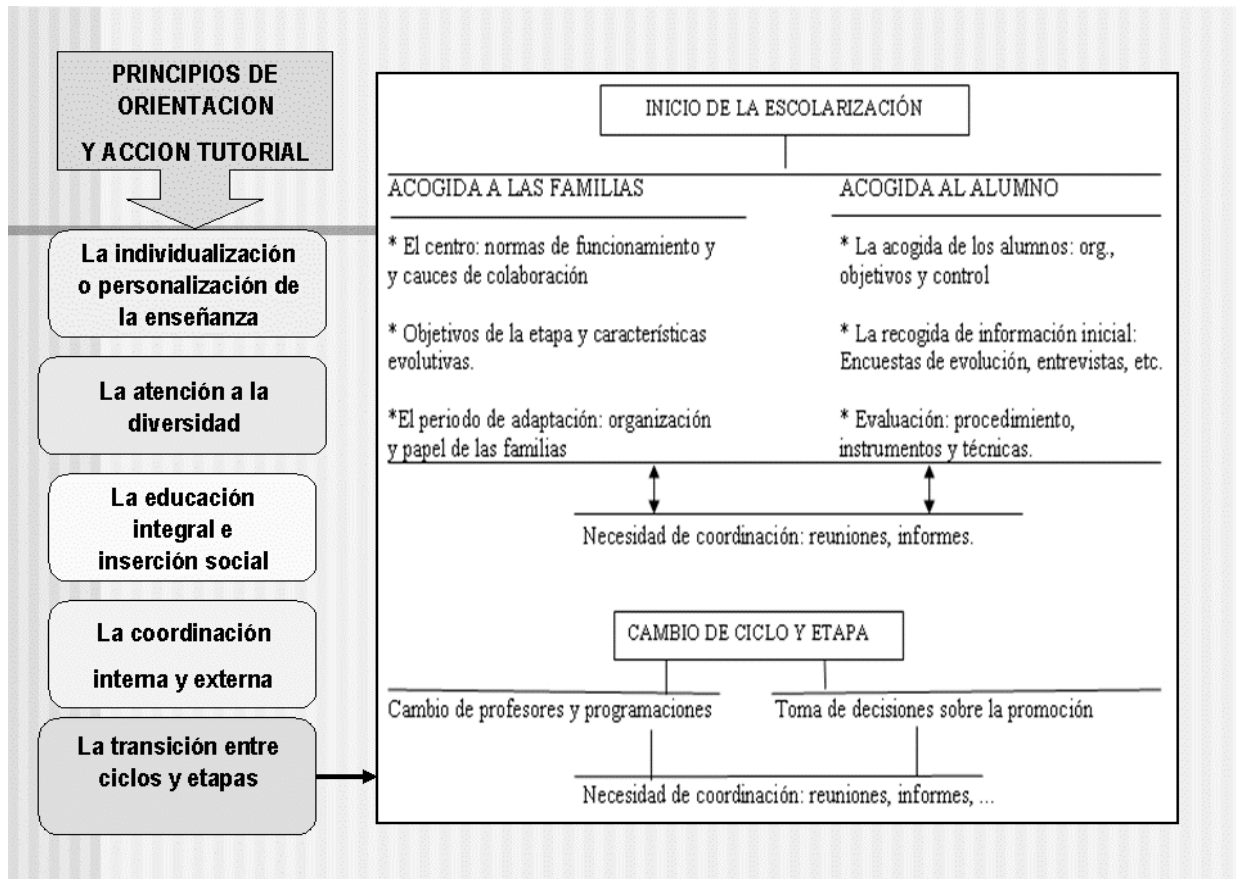 PRINCIPIOS DE
ORIENTACION
Y ACCION TUTORIAL
La individualización
o personalización de
la enseñanza
La atención a la
diversidad
La educación
integral e
inserción social
La coordinación
interna y externa
La transición entre
ciclos y etapas
INICIO DE LA ESCOLARIZACIÓN
ACOGIDA A LAS FAMILIAS
* El centro: normas de funcionamiento y
y cauces de colaboración
* Objetivos de la etapa y características
evolutivas.
*El periodo de adaptación: organización
y papel de las familias
ACOGIDA AL ALUMNO
* La acogida de los alumnos: org.,
objetivos y control
* La recogida de información inicial:
Encuestas de evolución, entrevistas, etc.
* Evaluación: procedimiento,
instrumentos y técnicas.
Necesidad de coordinación: reuniones, informes.
CAMBIO DE CICLO Y ETAPA
Cambio de profesores y programaciones
Toma de decisiones sobre la promoción
Necesidad de coordinación: reuniones, informes, ...